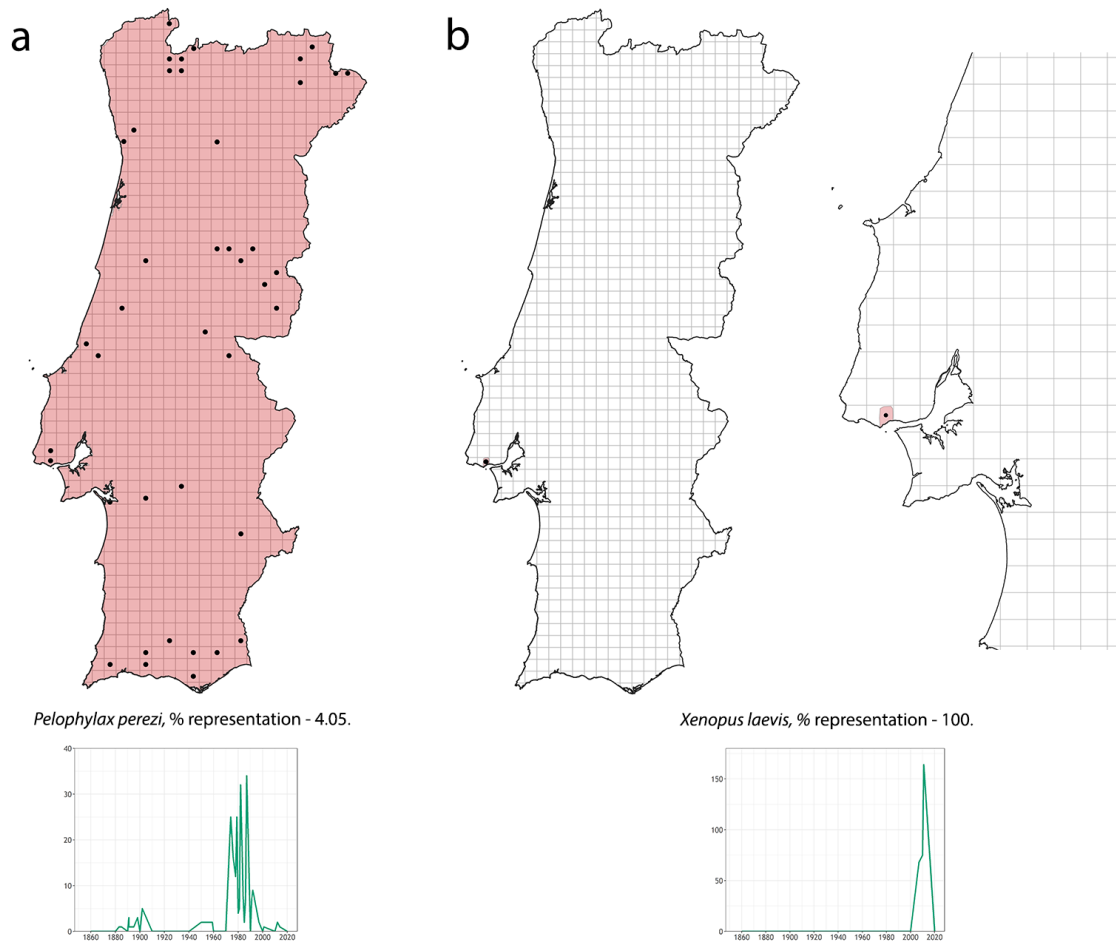 a
b
Pelophylax perezi, % representation - 4.05.
Xenopus laevis, % representation - 100.
40
30
20
10
0
1860 1880 1900 1920 1940 1960 1980 2000 2020
150
100
50
0
1860 1880 1900 1920 1940 1960 1980 2000 2020